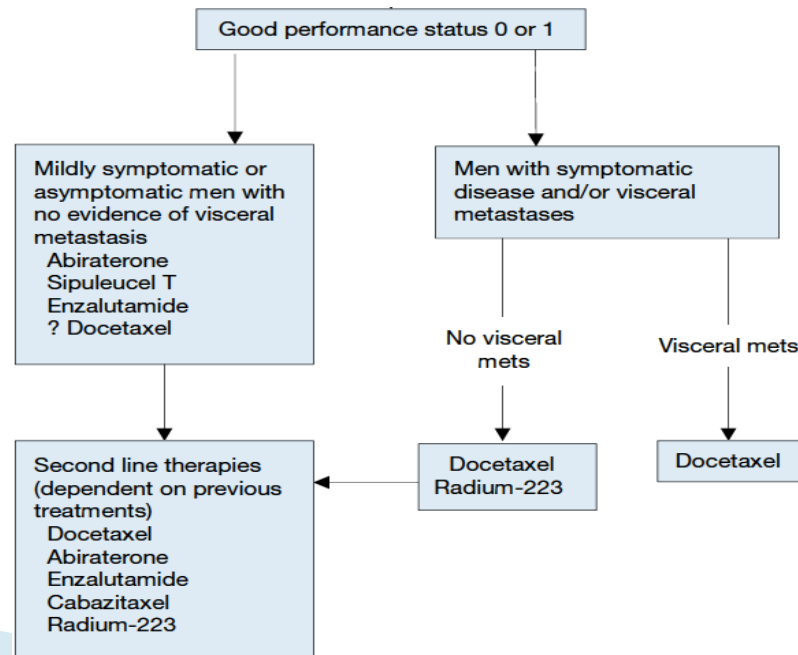 Good performance status 0 or 1
Mildly symptomatic or
asymptomatic men with
no evidence of visceral
metastasis
Abiraterone
Sipuleucel T
Enzalutamide
? Docetaxel
Men with symptomatic
disease and/or visceral
metastases
No visceral
mets
Visceral mets
Second line therapies
(dependent on previous
treatments)
Docetaxel
Abiraterone
Enzalutamide
Cabazitaxel
Radium-223
Docetaxel
Radium-223
Docetaxel